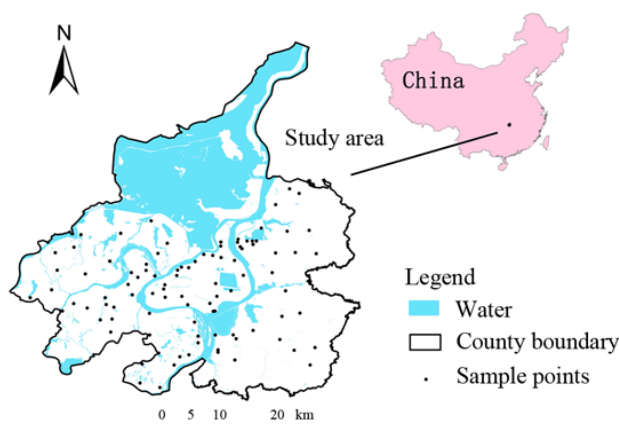 N
China
Study area
Legend
Water
County boundary
Sample points
0 5 10 20 km